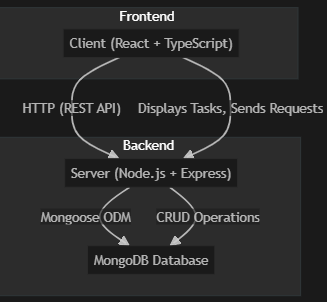 Frontend
Client (React + TypeScript)
HTTP (REST API)
Displays Tasks, Sends Requests
Backend
Server (Node.js + Express)
Mongoose ODM
CRUD Operations
MongoDB Database